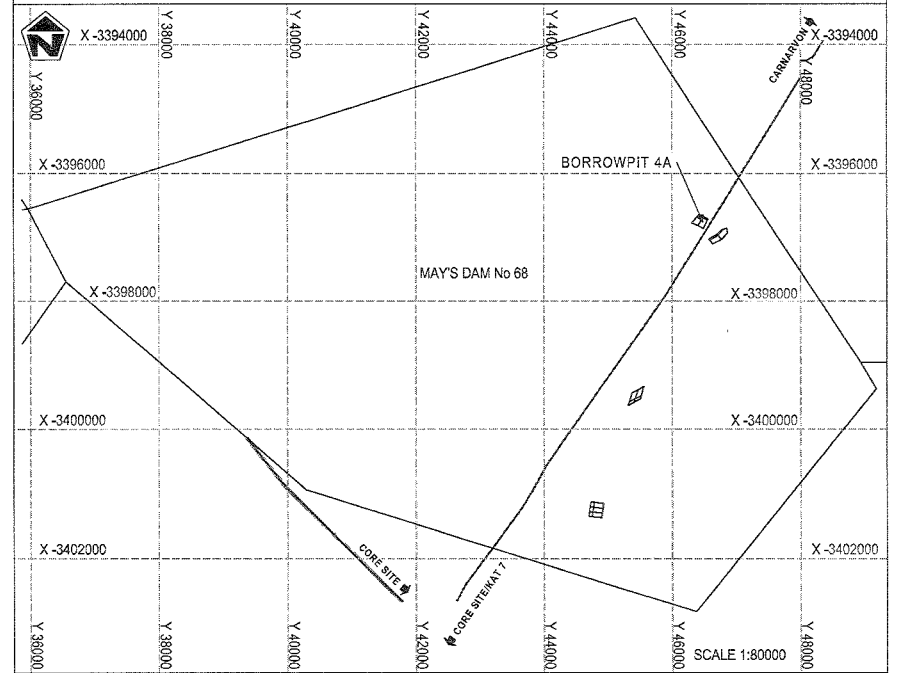 N
X -3394000
Y 36000
Y 38000
Y 40000
Y 42000
Y 44000
Y 46000
CARNARVON
X -3394000
Y 48000
X -3396000
BORROWPIT 4A
X -3396000
MAY'S DAM No 68
X -3398000
X -3398000
X -3400000
X -3400000
X -3402000
CORE SITE
CORE SITE/KAT 7
X -3402000
Y 36000
Y 38000
Y 40000
Y 42000
Y 44000
Y 46000
Y 48000
SCALE 1:80000